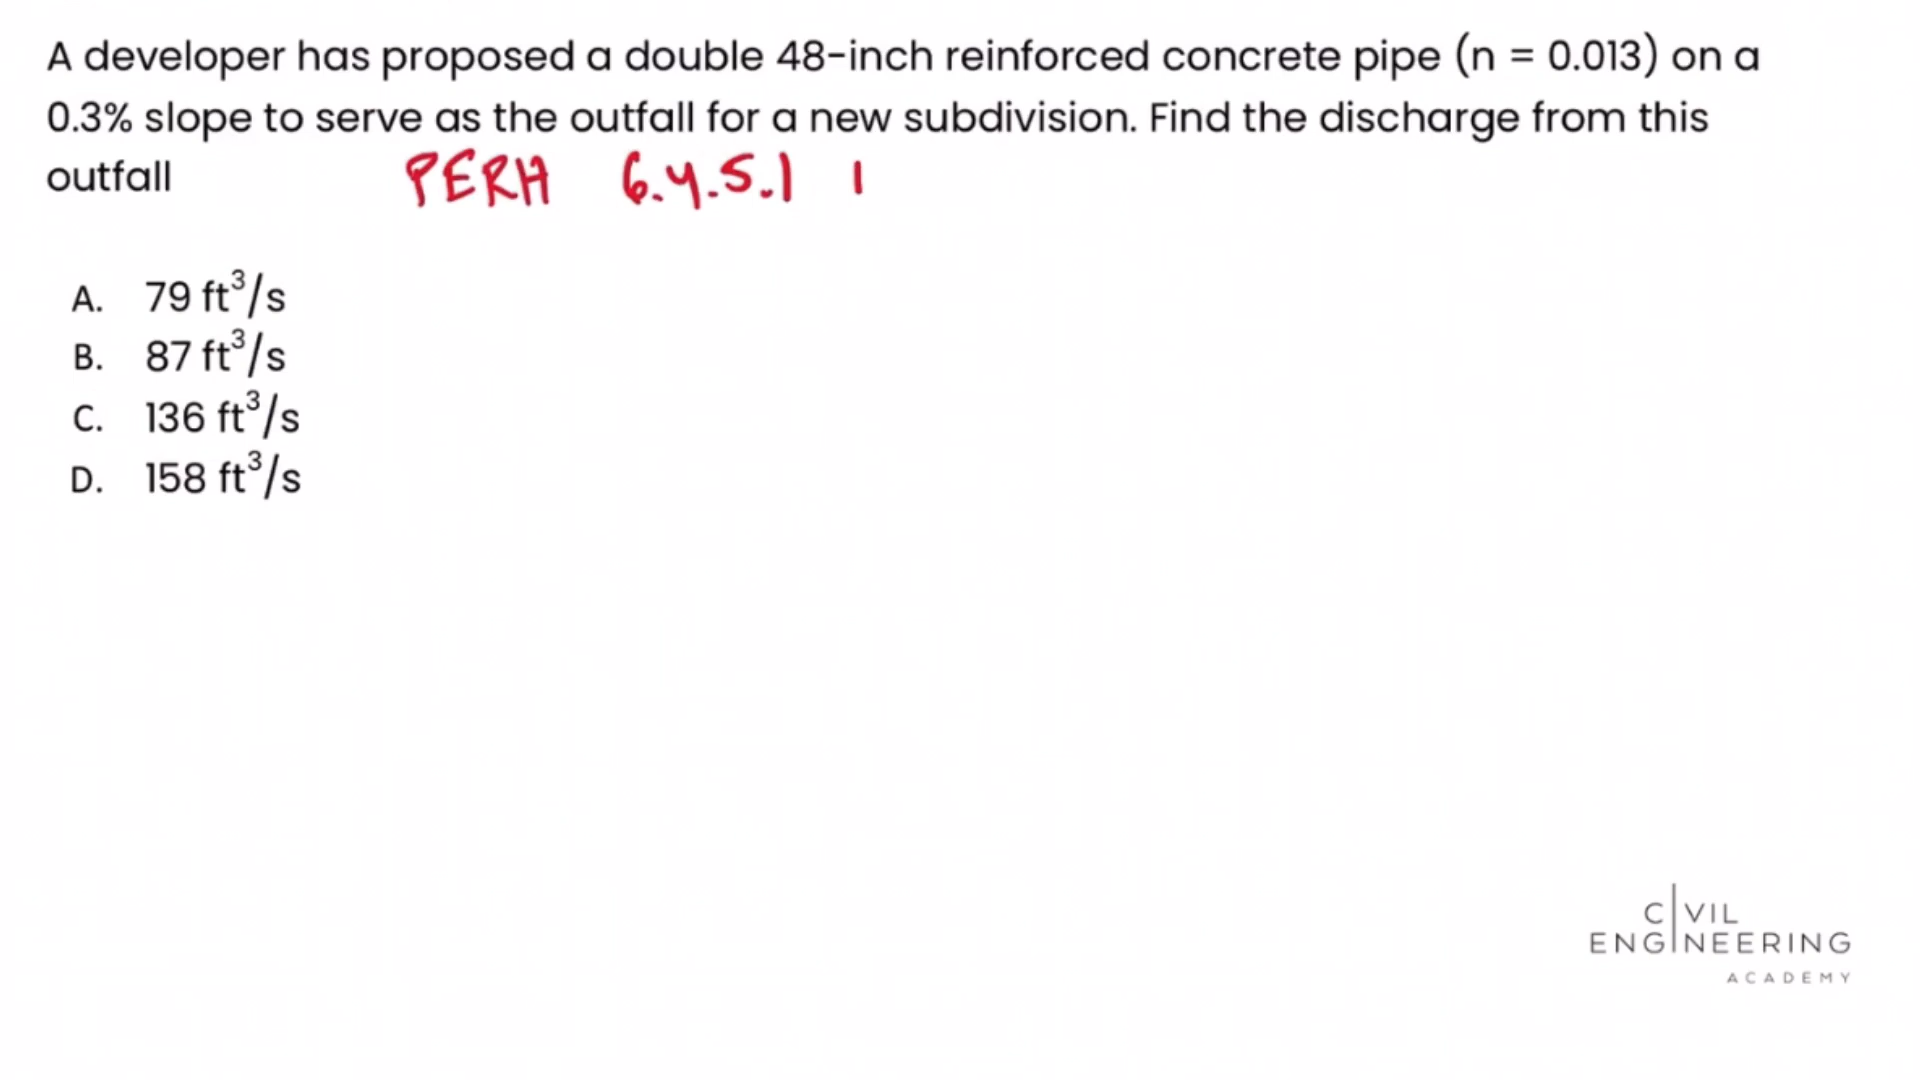 A developer has proposed a double 48-inch reinforced concrete pipe (n = 0.013) on a
0.3% slope to serve as the outfall for a new subdivision. Find the discharge from this
outfall
PERH 6.4.5.1 I
A. 79 ft³/s
B. 87 ft³/s
C. 136 ft³/s
D. 158 ft³/s
CIVIL
ENGINEERING
ACADEMY